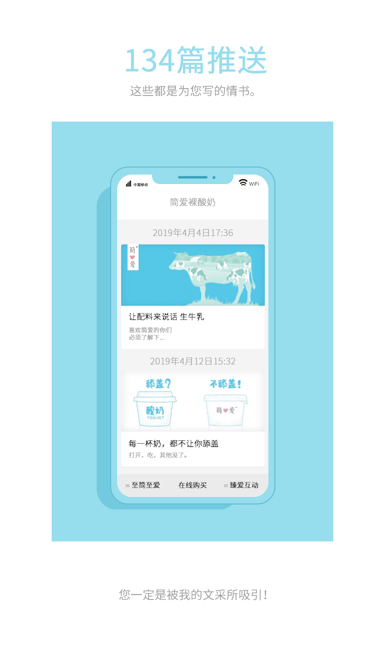 134篇推送
这些都是为您写的情书。
中国移动
WiFi
简爱裸酸奶
2019年4月4日17:36
简
爱
让配料来说话 生牛乳
喜欢简爱的你们
必须了解下...
2019年4月12日15:32
舔盖？
不舔盖！
酸奶
YOGURT
简爱
每一杯奶，都不让你舔盖
打开，吃，其他没了。
至简至爱
在线购买
臻爱互动
您一定是被我的文采所吸引！